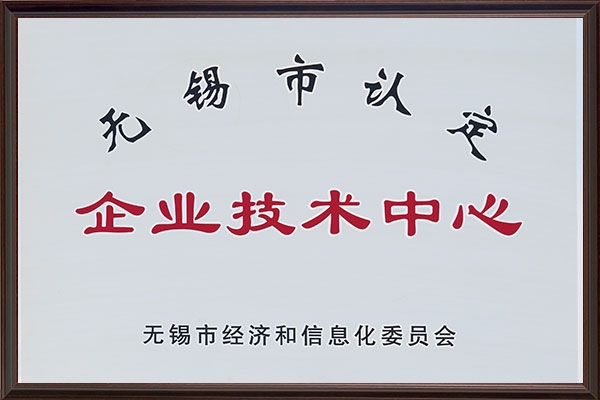 无锡市认定
企业技术中心
无锡市经济和信息化委员会